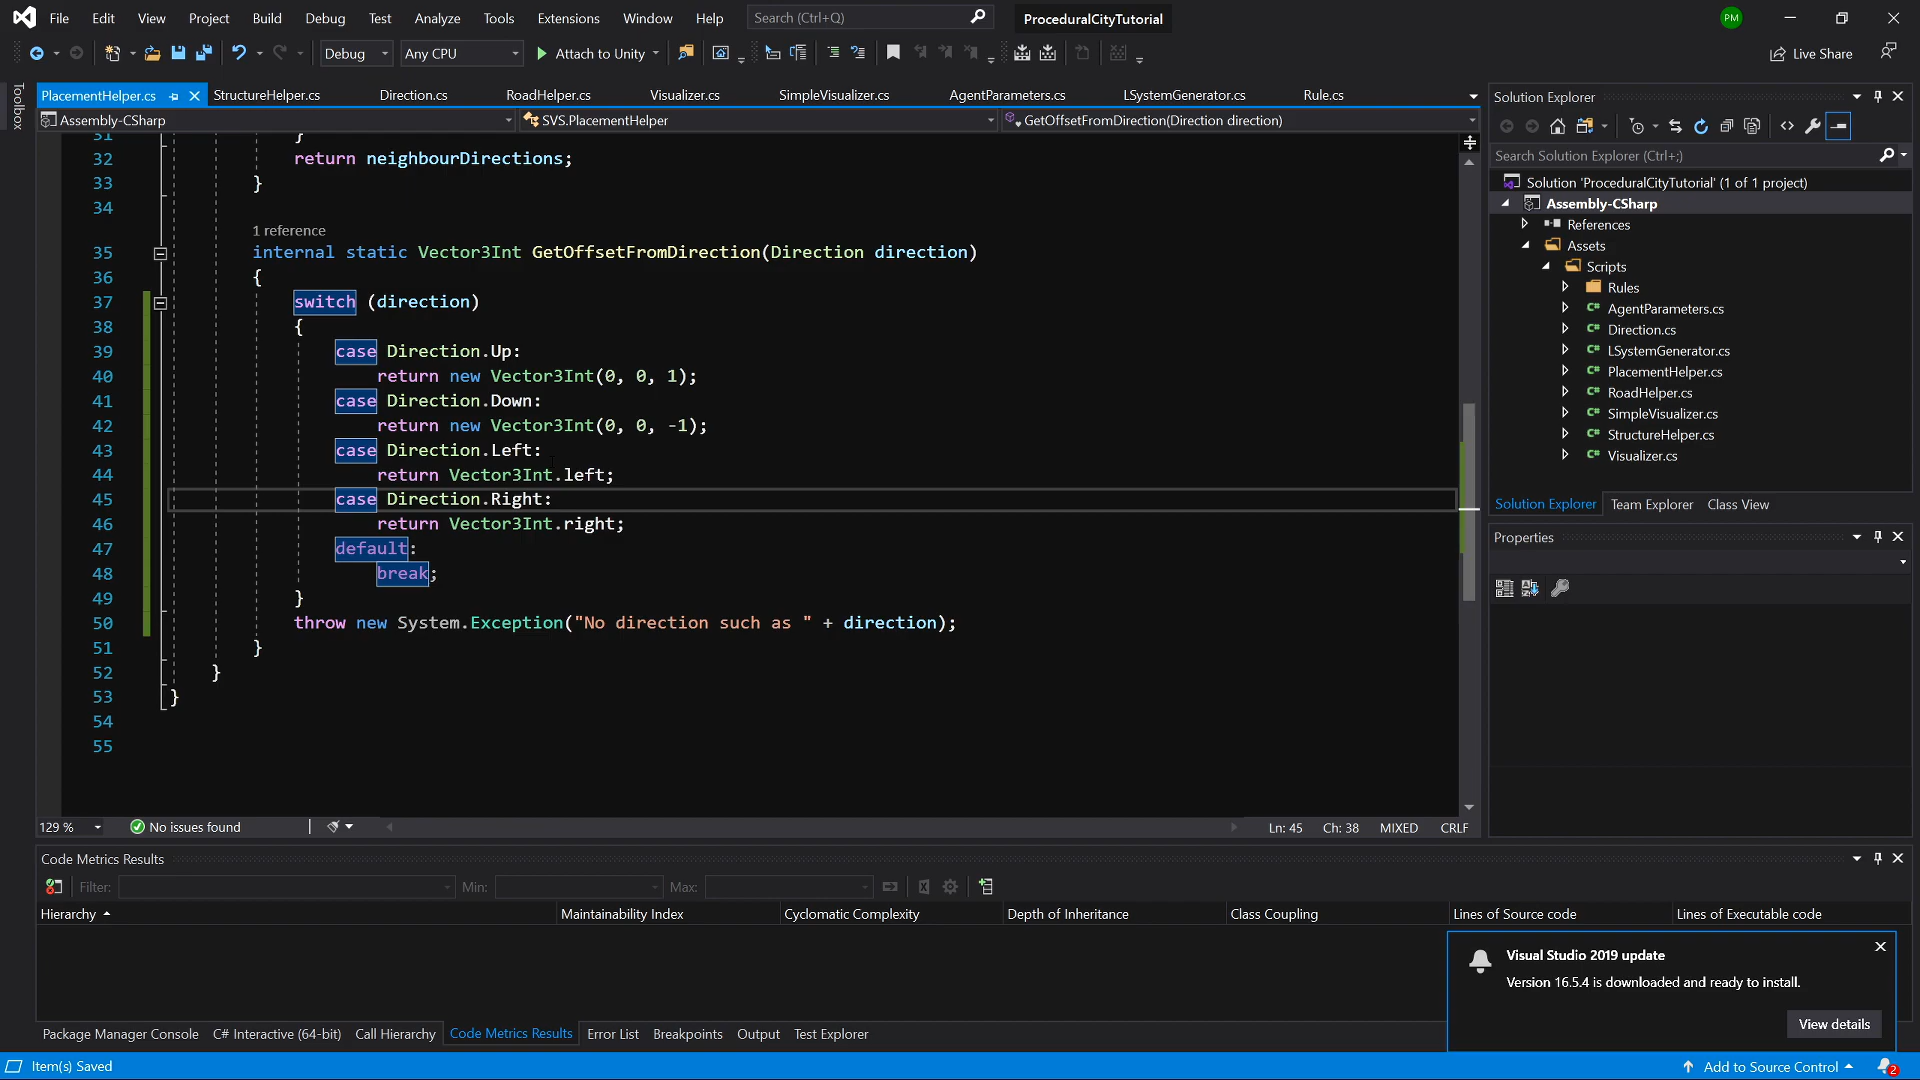 File Edit View Project Build Debug Test Analyze Tools Extensions Window Help Search (Ctrl+Q) ProceduralCityTutorial PM
Debug Any CPU Attach to Unity Live Share
Toolbox
PlacementHelper.cs StructureHelper.cs Direction.cs RoadHelper.cs Visualizer.cs SimpleVisualizer.cs AgentParameters.cs LSystemGenerator.cs Rule.cs
Assembly-CSharp SVS.PlacementHelper GetOffsetFromDirection(Direction direction)
31 }
32 return neighbourDirections;
33 }
34
1 reference
35 internal static Vector3Int GetOffsetFromDirection(Direction direction)
36 {
37 switch (direction)
38 {
39 case Direction.Up:
40 return new Vector3Int(0, 0, 1);
41 case Direction.Down:
42 return new Vector3Int(0, 0, -1);
43 case Direction.Left:
44 return Vector3Int.left;
45 case Direction.Right:
46 return Vector3Int.right;
47 default:
48 break;
49 }
50 throw new System.Exception("No direction such as " + direction);
51 }
52 }
53 }
54
55
129 % No issues found Ln: 45 Ch: 38 MIXED CRLF
Solution Explorer
Search Solution Explorer (Ctrl+;)
Solution 'ProceduralCityTutorial' (1 of 1 project)
Assembly-CSharp
References
Assets
Scripts
Rules
AgentParameters.cs
Direction.cs
LSystemGenerator.cs
PlacementHelper.cs
RoadHelper.cs
SimpleVisualizer.cs
StructureHelper.cs
Visualizer.cs
Solution Explorer Team Explorer Class View
Properties
Code Metrics Results
Filter: Min: Max:
Hierarchy Maintainability Index Cyclomatic Complexity Depth of Inheritance Class Coupling Lines of Source code Lines of Executable code
Visual Studio 2019 update
Version 16.5.4 is downloaded and ready to install.
View details
Package Manager Console C# Interactive (64-bit) Call Hierarchy Code Metrics Results Error List Breakpoints Output Test Explorer
Item(s) Saved Add to Source Control 2